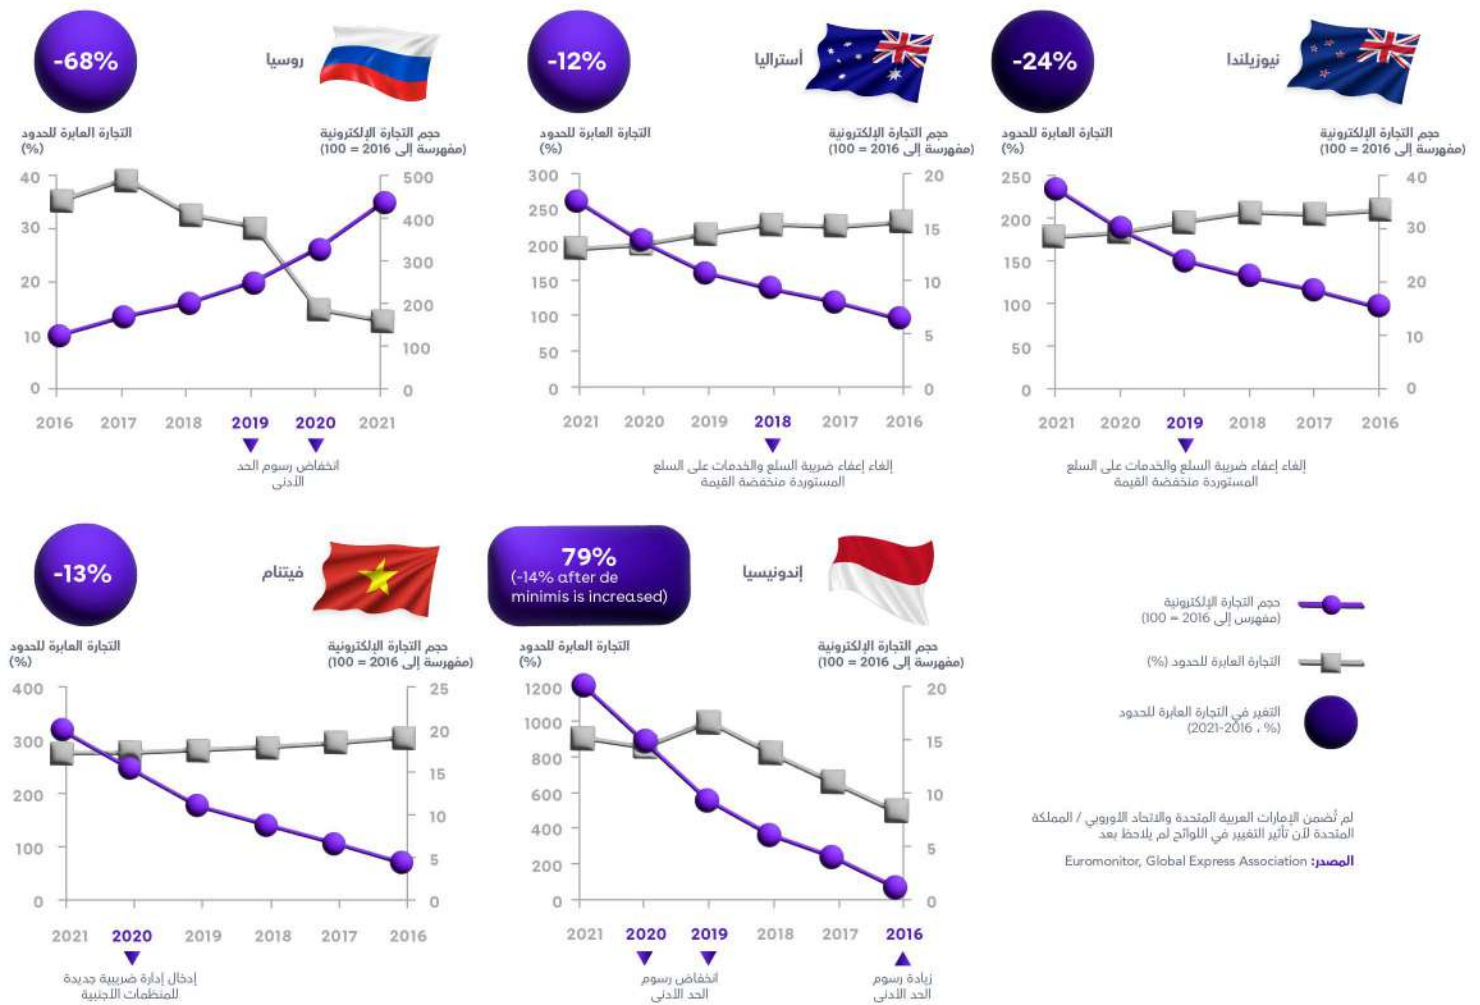 نيوزيلندا
-24%
حجم التجارة الإلكترونية
(مفهرسة إلى 2016 = 100)
التجارة العابرة للحدود
(%)
250
200
150
100
50
0
40
30
20
10
0
2021 2020 2019 2018 2017 2016
إلغاء إعفاء ضريبة السلع والخدمات على السلع
المستوردة منخفضة القيمة
أستراليا
-12%
حجم التجارة الإلكترونية
(مفهرسة إلى 2016 = 100)
التجارة العابرة للحدود
(%)
300
250
200
150
100
50
0
20
15
10
5
0
2021 2020 2019 2018 2017 2016
إلغاء إعفاء ضريبة السلع والخدمات على السلع
المستوردة منخفضة القيمة
روسيا
-68%
حجم التجارة الإلكترونية
(مفهرسة إلى 2016 = 100)
التجارة العابرة للحدود
(%)
40
30
20
10
0
500
400
300
200
100
0
2016 2017 2018 2019 2020 2021
انخفاض رسوم الحد
الأدنى
حجم التجارة الإلكترونية
(مفهرس إلى 2016 = 100)
التجارة العابرة للحدود (%)
التغير في التجارة العابرة للحدود
(% ، 2016-2021)
لم تُضمن الإمارات العربية المتحدة والاتحاد الأوروبي / المملكة
المتحدة لأن تأثير التغيير في اللوائح لم يلاحظ بعد
المصدر: Euromonitor, Global Express Association
إندونيسيا
79%
(-14% after de
minimis is increased)
حجم التجارة الإلكترونية
(مفهرسة إلى 2016 = 100)
التجارة العابرة للحدود
(%)
1200
1000
800
600
400
200
0
20
15
10
5
0
2021 2020 2019 2018 2017 2016
زيادة رسوم
الحد الأدنى
انخفاض رسوم
الحد الأدنى
فيتنام
-13%
حجم التجارة الإلكترونية
(مفهرسة إلى 2016 = 100)
التجارة العابرة للحدود
(%)
400
300
200
100
0
25
20
15
10
5
0
2021 2020 2019 2018 2017 2016
إدخال إدارة ضريبية جديدة
للمنظمات الأجنبية